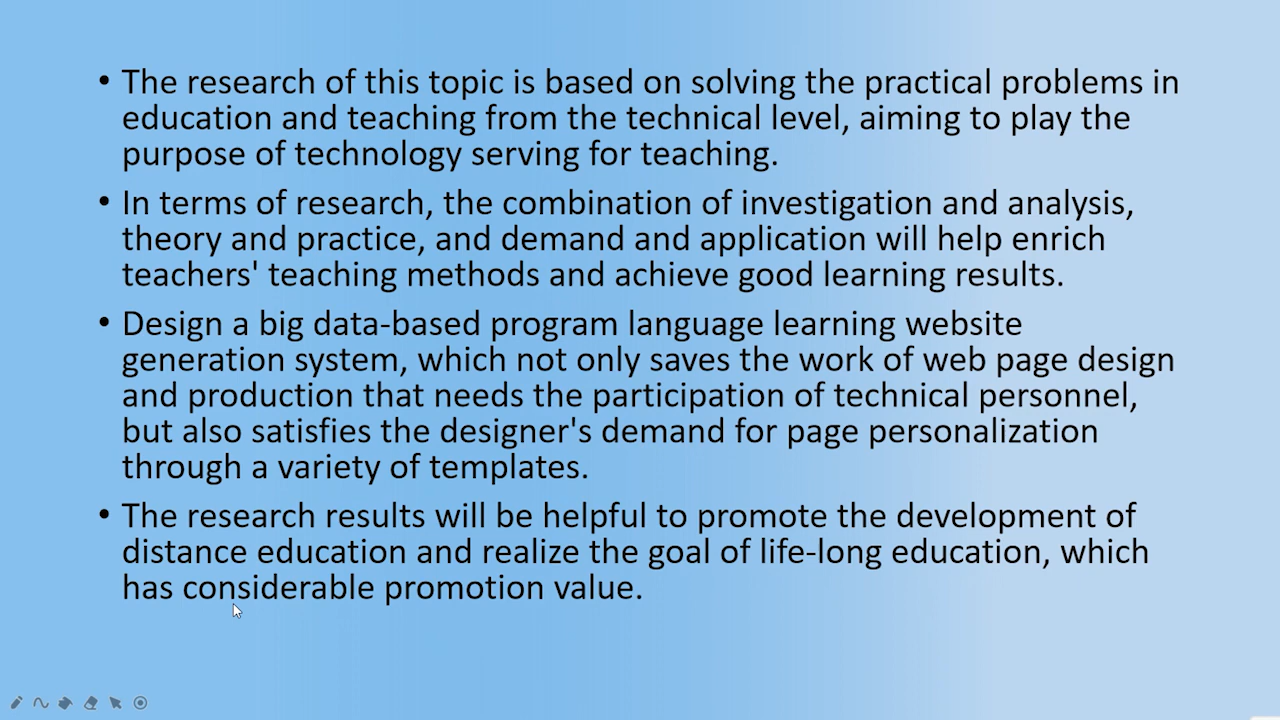 • The research of this topic is based on solving the practical problems in
education and teaching from the technical level, aiming to play the
purpose of technology serving for teaching.
• In terms of research, the combination of investigation and analysis,
theory and practice, and demand and application will help enrich
teachers' teaching methods and achieve good learning results.
• Design a big data-based program language learning website
generation system, which not only saves the work of web page design
and production that needs the participation of technical personnel,
but also satisfies the designer's demand for page personalization
through a variety of templates.
• The research results will be helpful to promote the development of
distance education and realize the goal of life-long education, which
has considerable promotion value.